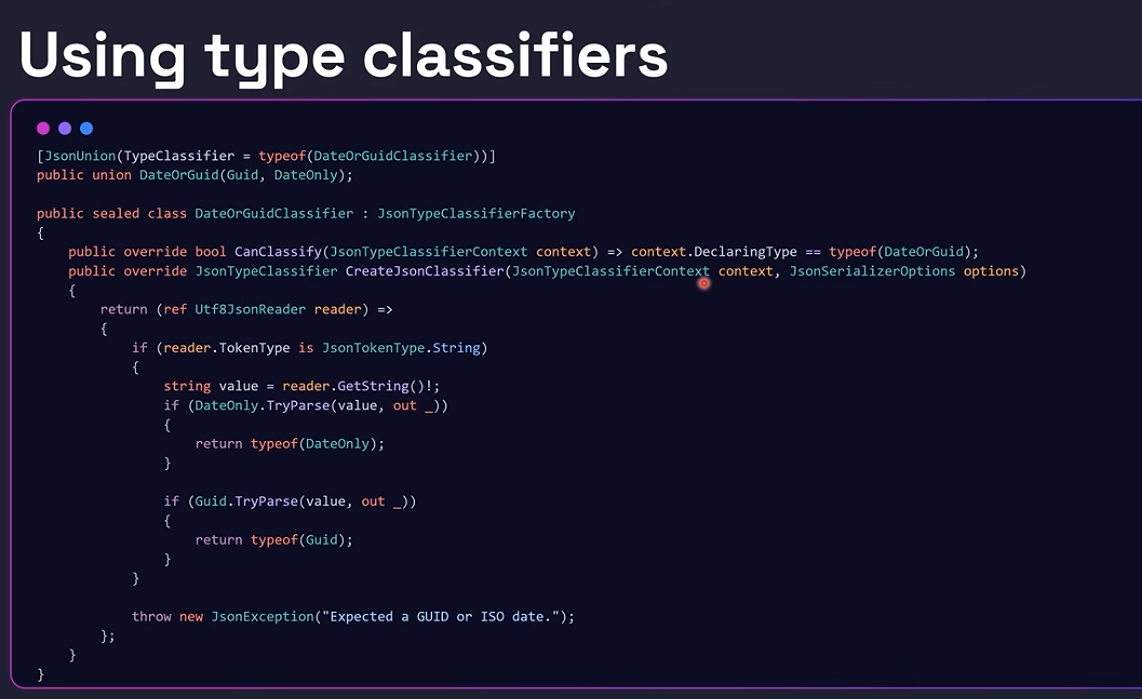 Using type classifiers
[JsonUnion(TypeClassifier = typeof(DateOrGuidClassifier))]
public union DateOrGuid(Guid, DateOnly);
public sealed class DateOrGuidClassifier : JsonTypeClassifierFactory
{
public override bool CanClassify(JsonTypeClassifierContext context) => context.DeclaringType == typeof(DateOrGuid);
public override JsonTypeClassifier CreateJsonClassifier(JsonTypeClassifierContext context, JsonSerializerOptions options)
{
return (ref Utf8JsonReader reader) =>
{
if (reader.TokenType is JsonTokenType.String)
{
string value = reader.GetString()!;
if (DateOnly.TryParse(value, out _))
{
return typeof(DateOnly);
}
if (Guid.TryParse(value, out _))
{
return typeof(Guid);
}
}
throw new JsonException("Expected a GUID or ISO date.");
};
}
}